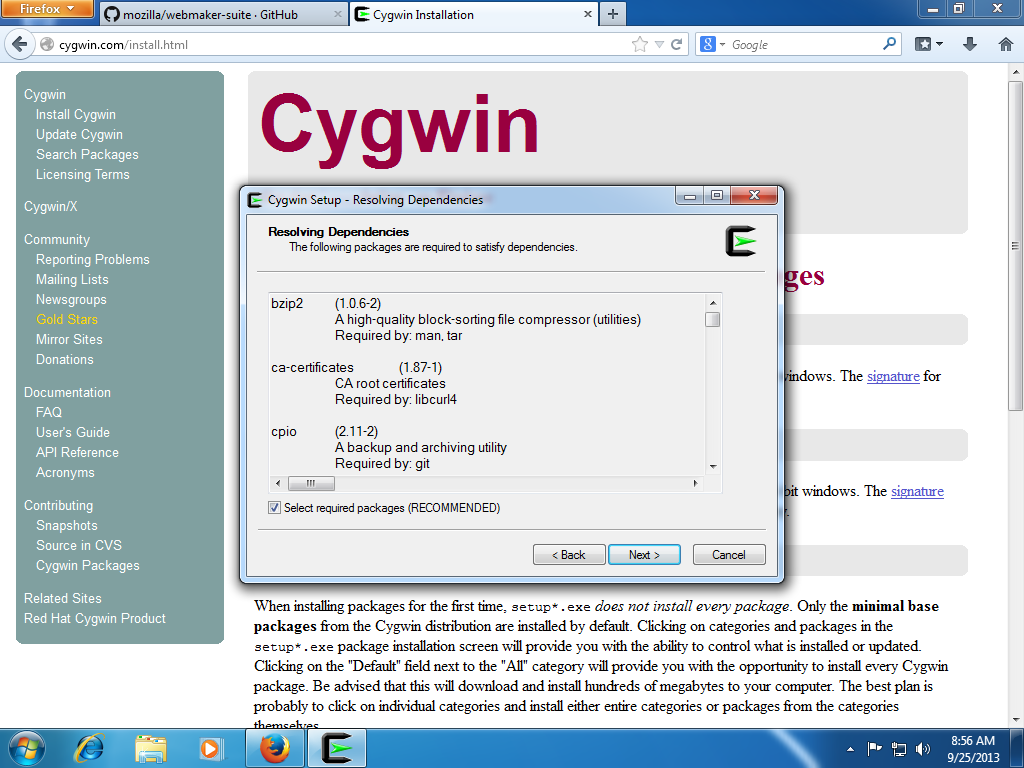 Firefox
mozilla/webmaker-suite · GitHub
Cygwin Installation
cygwin.com/install.html
Google
Cygwin
Install Cygwin
Update Cygwin
Search Packages
Licensing Terms
Cygwin/X
Community
Reporting Problems
Mailing Lists
Newsgroups
Gold Stars
Mirror Sites
Donations
Documentation
FAQ
User's Guide
API Reference
Acronyms
Contributing
Snapshots
Source in CVS
Cygwin Packages
Related Sites
Red Hat Cygwin Product
Cygwin
ges
indows. The signature for
bit windows. The signature
Cygwin Setup - Resolving Dependencies
Resolving Dependencies
The following packages are required to satisfy dependencies.
bzip2 (1.0.6-2)
A high-quality block-sorting file compressor (utilities)
Required by: man, tar
ca-certificates (1.87-1)
CA root certificates
Required by: libcurl4
cpio (2.11-2)
A backup and archiving utility
Required by: git
Select required packages (RECOMMENDED)
< Back Next > Cancel
When installing packages for the first time, setup*.exe does not install every package. Only the minimal base
packages from the Cygwin distribution are installed by default. Clicking on categories and packages in the
setup*.exe package installation screen will provide you with the ability to control what is installed or updated.
Clicking on the "Default" field next to the "All" category will provide you with the opportunity to install every Cygwin
package. Be advised that this will download and install hundreds of megabytes to your computer. The best plan is
probably to click on individual categories and install either entire categories or packages from the categories
themselves.
8:56 AM
9/25/2013